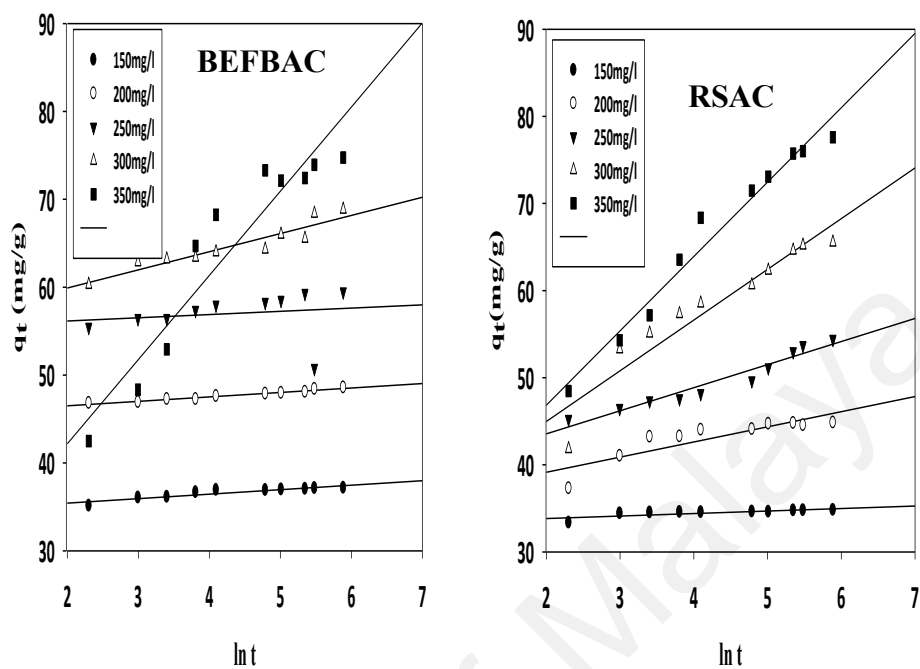 BEFBAC
150mg/l
200mg/l
250mg/l
300mg/l
350mg/l
90
80
70
60
50
40
30
qt (mg/g)
2 3 4 5 6 7
ln t
RSAC
150mg/l
200mg/l
250mg/l
300mg/l
350mg/l
90
80
70
60
50
40
30
qt(mg/g)
2 3 4 5 6 7
ln t
of Malaya